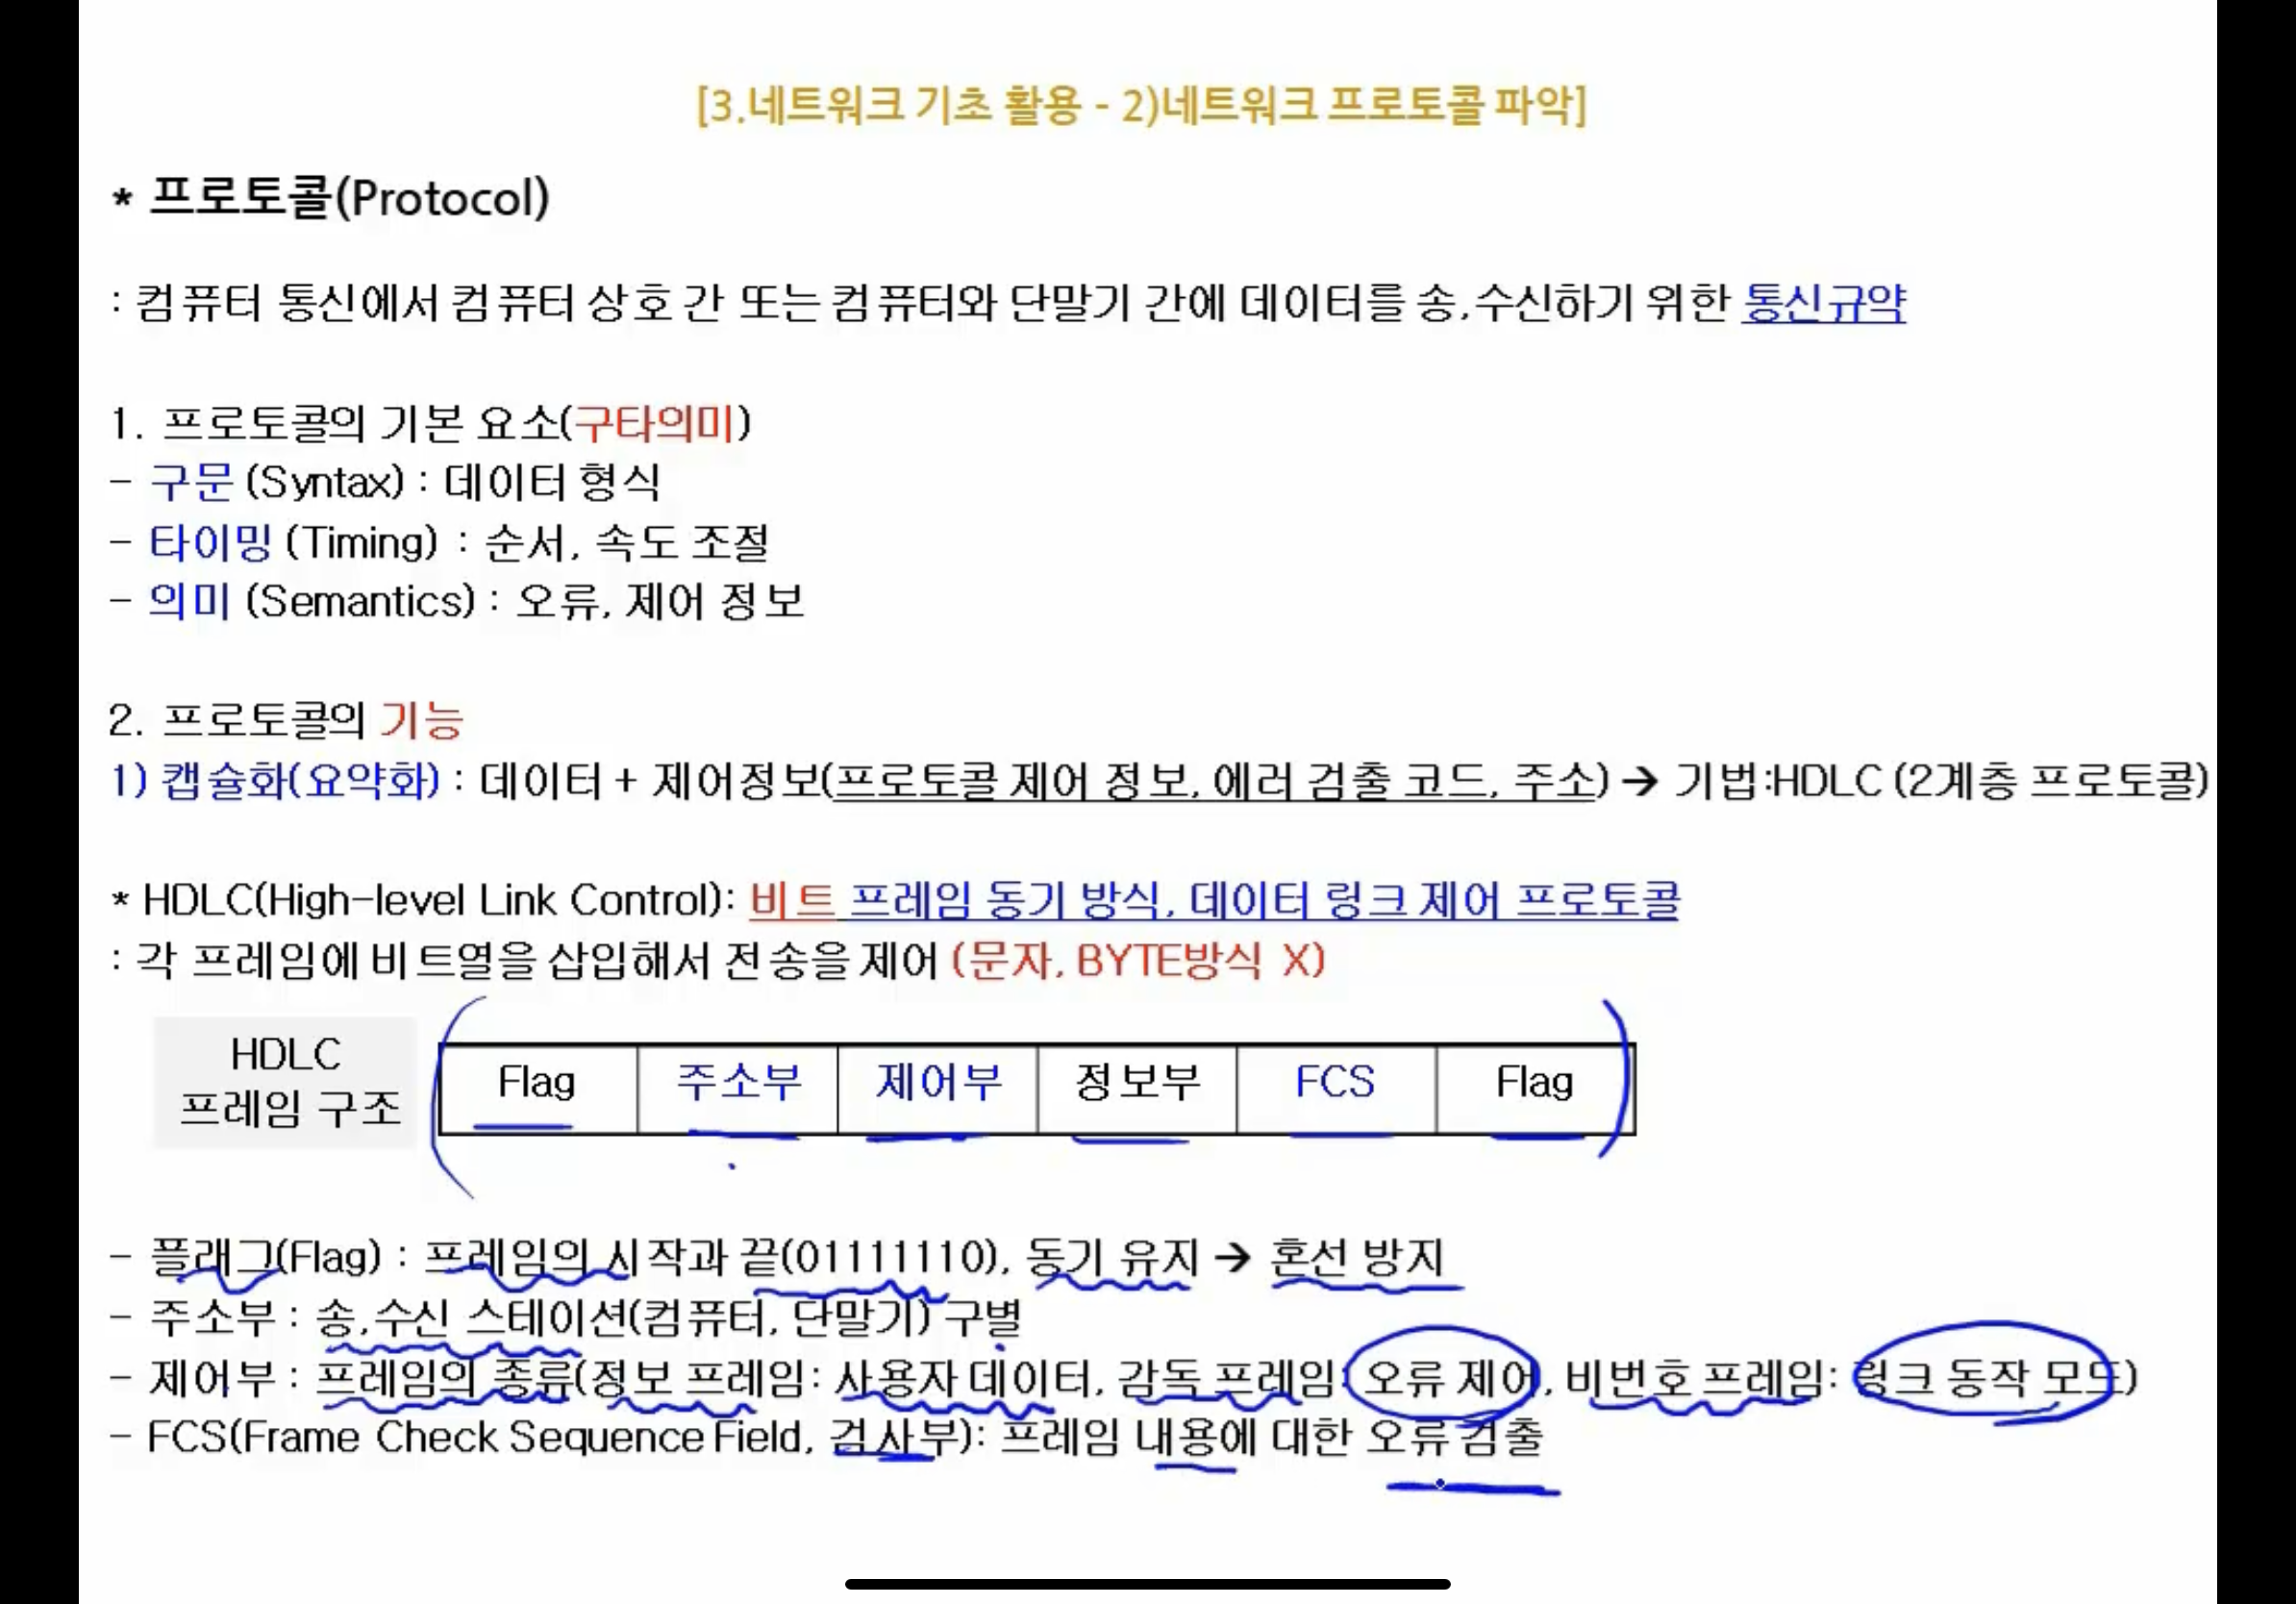 [3.네트워크 기초 활용 - 2)네트워크 프로토콜 파악]
* 프로토콜(Protocol)
: 컴퓨터 통신에서 컴퓨터 상호 간 또는 컴퓨터와 단말기 간에 데이터를 송,수신하기 위한 통신규약
1. 프로토콜의 기본 요소(구타의미)
- 구문 (Syntax) : 데이터 형식
- 타이밍 (Timing) : 순서, 속도 조절
- 의미 (Semantics) : 오류, 제어 정보
2. 프로토콜의 기능
1) 캡슐화(요약화) : 데이터 + 제어정보(프로토콜 제어 정보, 에러 검출 코드, 주소) → 기법:HDLC (2계층 프로토콜)
* HDLC(High-level Link Control): 비트 프레임 동기 방식, 데이터 링크 제어 프로토콜
: 각 프레임에 비트열을 삽입해서 전송을 제어 (문자, BYTE방식 X)
HDLC
프레임 구조
Flag 주소부 제어부 정보부 FCS Flag
- 플래그(Flag) : 프레임의 시작과 끝(01111110), 동기 유지 → 혼선 방지
- 주소부 : 송,수신 스테이션(컴퓨터, 단말기) 구별
- 제어부 : 프레임의 종류(정보 프레임: 사용자 데이터, 감독 프레임: 오류 제어, 비번호 프레임: 링크 동작 모드)
- FCS(Frame Check Sequence Field, 검사부): 프레임 내용에 대한 오류 검출